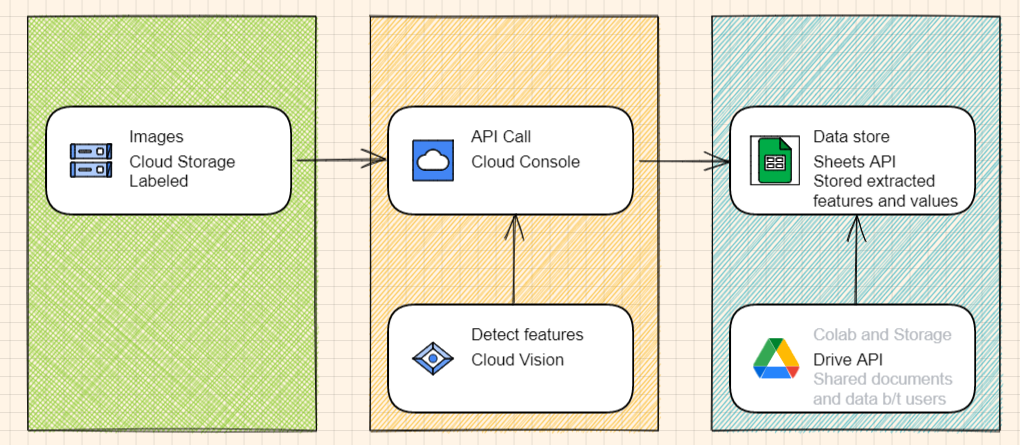 Images
Cloud Storage
Labeled
API Call
Cloud Console
Data store
Sheets API
Stored extracted
features and values
Detect features
Cloud Vision
Colab and Storage
Drive API
Shared documents
and data b/t users